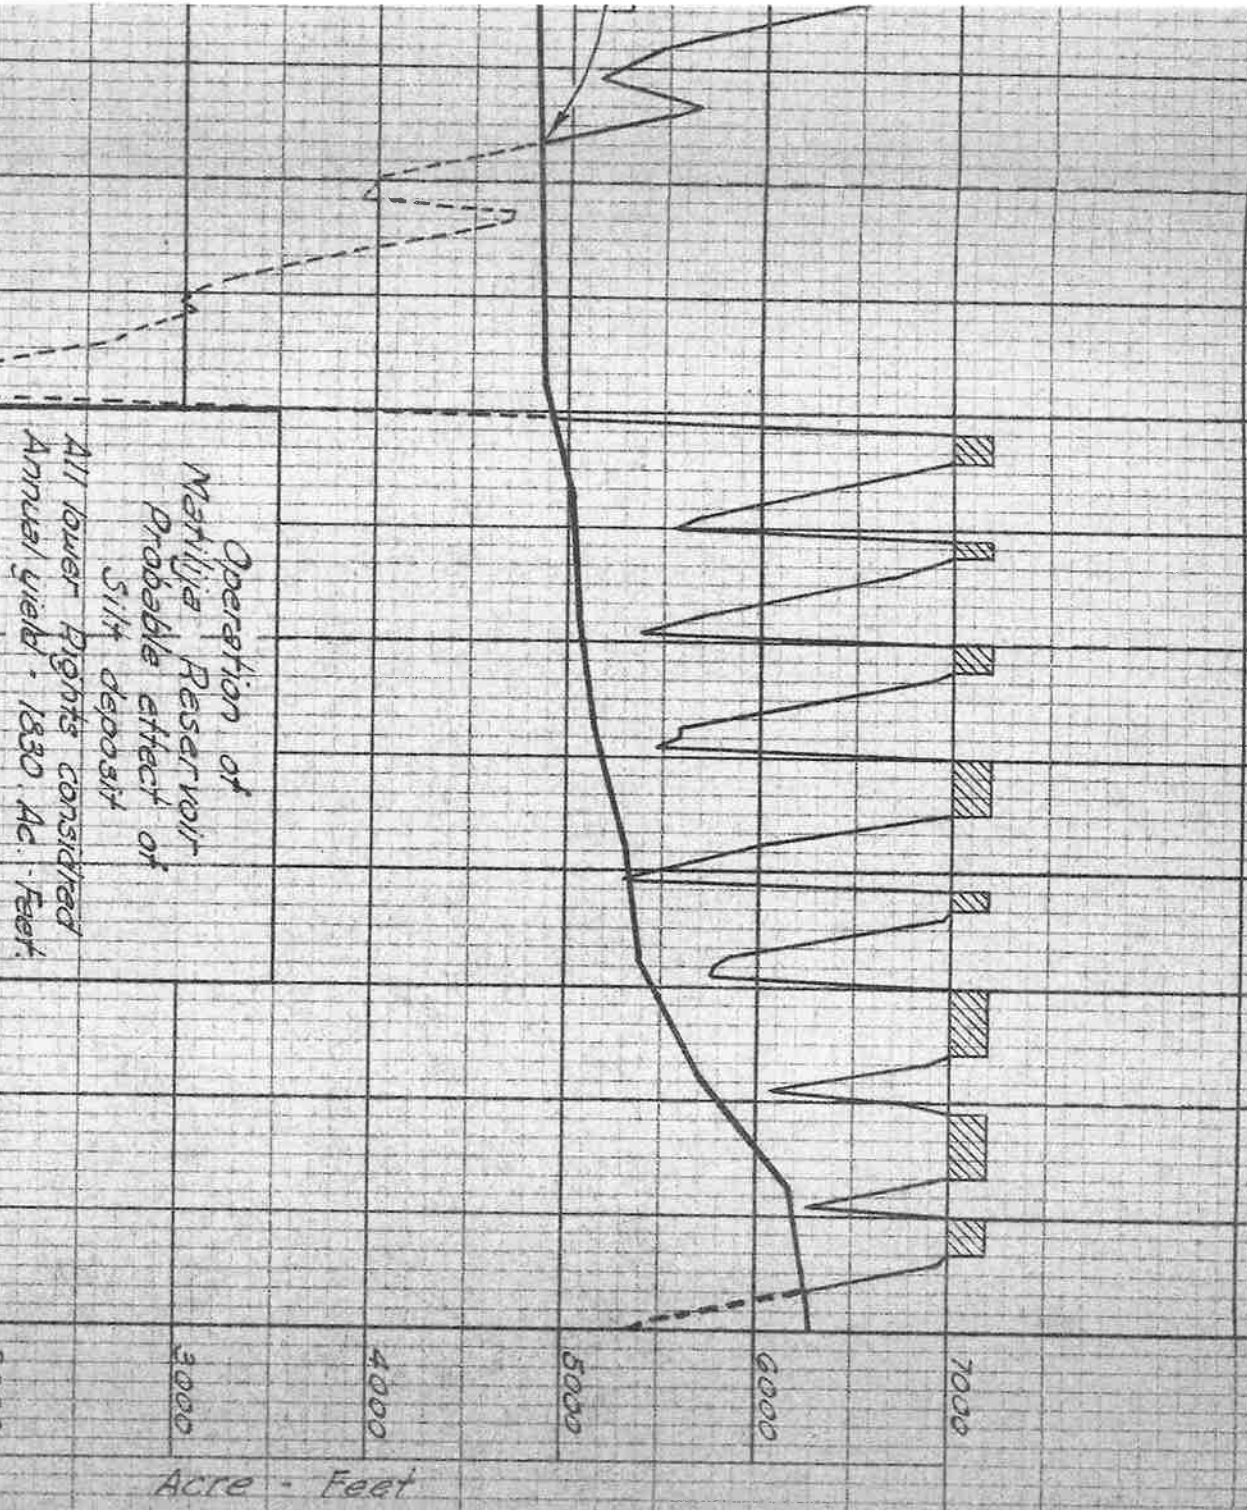 Operation of
Matilija Reservoir
Probable effect of
Silt deposit
All lower Rights considred
Annual yield - 1830 Ac.-Feet.
7000
6000
5000
4000
3000
Acre - Feet